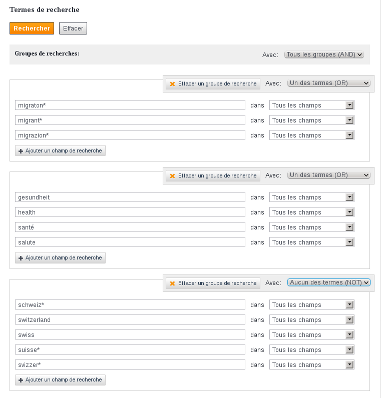 Termes de recherche
Rechercher Effacer
Groupes de recherches: Avec: Tous les groupes (AND)
Effacer un groupe de recherche Avec: Un des termes (OR)
migraton* dans Tous les champs
migrant* dans Tous les champs
migrazion* dans Tous les champs
Ajouter un champ de recherche
Effacer un groupe de recherche Avec: Un des termes (OR)
gesundheit dans Tous les champs
health dans Tous les champs
santé dans Tous les champs
salute dans Tous les champs
Ajouter un champ de recherche
Effacer un groupe de recherche Avec: Aucun des termes (NOT)
schweiz* dans Tous les champs
switzerland dans Tous les champs
swiss dans Tous les champs
suisse* dans Tous les champs
svizzer* dans Tous les champs
Ajouter un champ de recherche